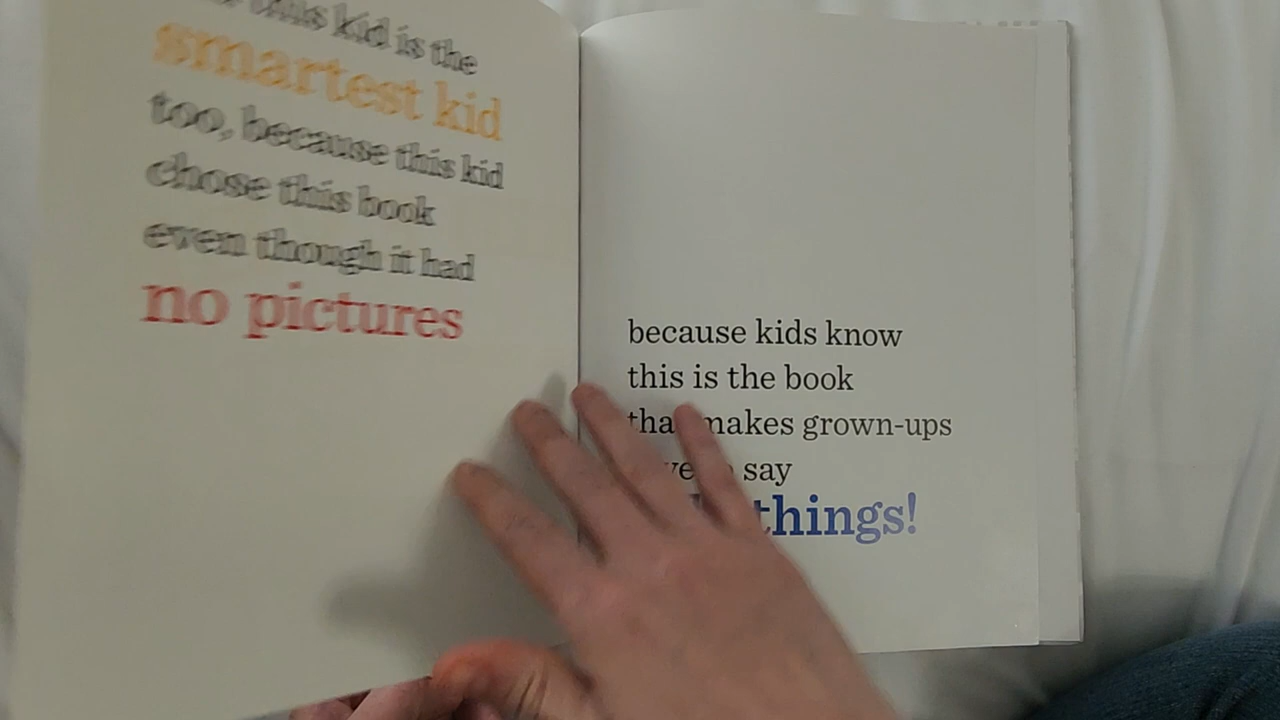 this kid is the
smartest kid
too, because this kid
chose this book
even though it had
no pictures
because kids know
this is the book
makes grown-ups
say
things!